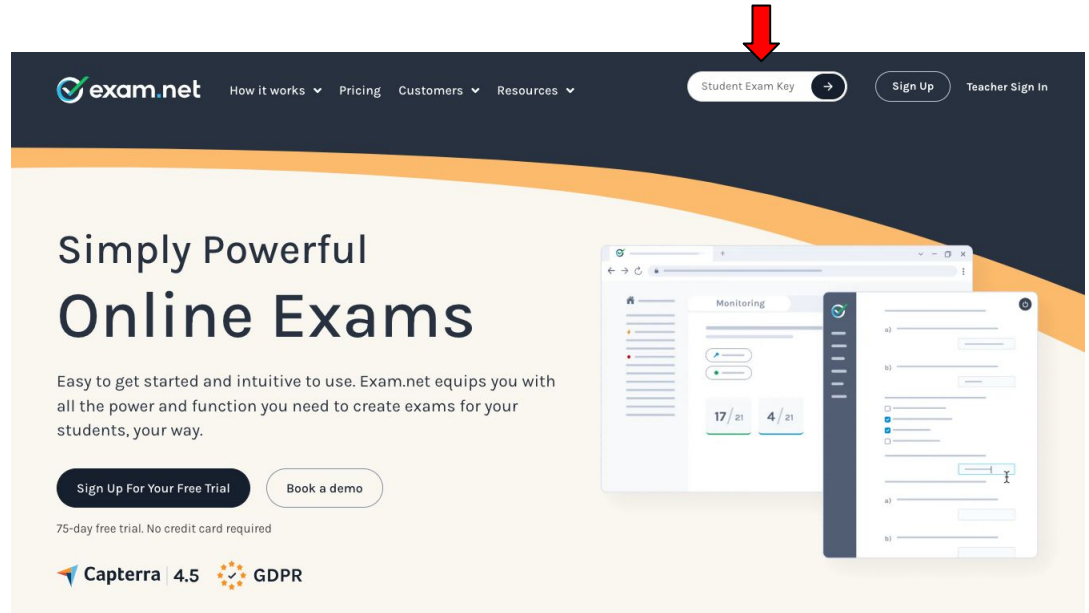 exam.net How it works Pricing Customers Resources Student Exam Key Sign Up Teacher Sign In
Simply Powerful
Online Exams
Easy to get started and intuitive to use. Exam.net equips you with
all the power and function you need to create exams for your
students, your way.
Sign Up For Your Free Trial Book a demo
75-day free trial. No credit card required
Capterra 4.5 GDPR
Monitoring
17/21 4/21
a)
b)
a)
b)